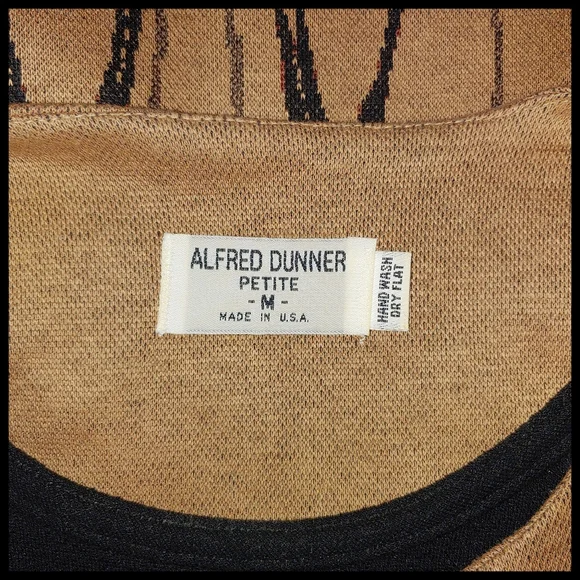 ALFRED DUNNER
PETITE
- M -
MADE IN U.S.A.
HAND WASH
DRY FLAT